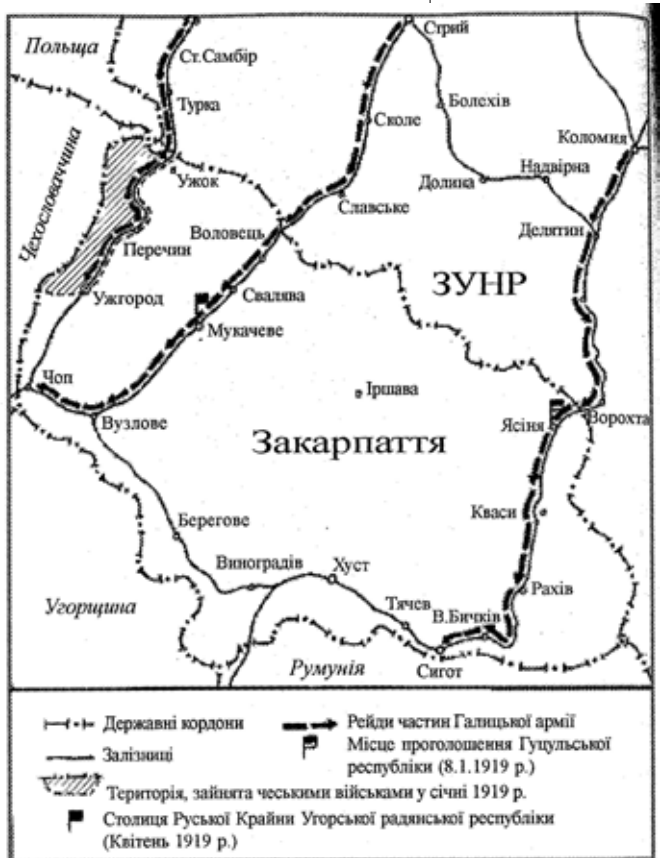 Польща
Ст.Самбір
Стрий
Турка
Болехів
Сколе
Коломия
Чехословаччина
Ужок
Долина
Надвірна
Славське
Делятин
Перечин
Воловець
ЗУНР
Ужгород
Свалява
Мукачеве
Чоп
Іршава
Ясіня
Ворохта
Вузлове
Закарпаття
Кваси
Берегове
Виноградів
Хуст
Рахів
Тячев
В.Бичків
Угорщина
Румунія
Сигот
Державні кордони
Рейди частин Галицької армії
Залізниці
Місце проголошення Гуцульської
республіки (8.1.1919 р.)
Територія, зайнята чеськими військами у січні 1919 р.
Столиця Руської Крайни Угорської радянської республіки
(Квітень 1919 р.)